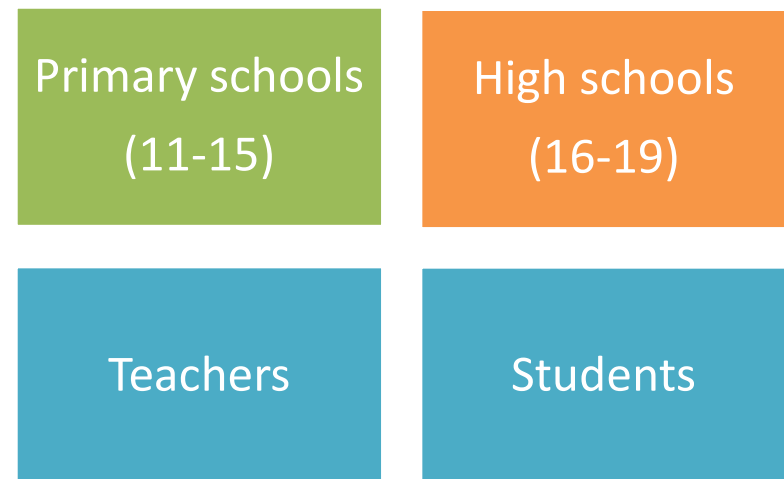 Primary schools
(11-15)
High schools
(16-19)
Teachers
Students